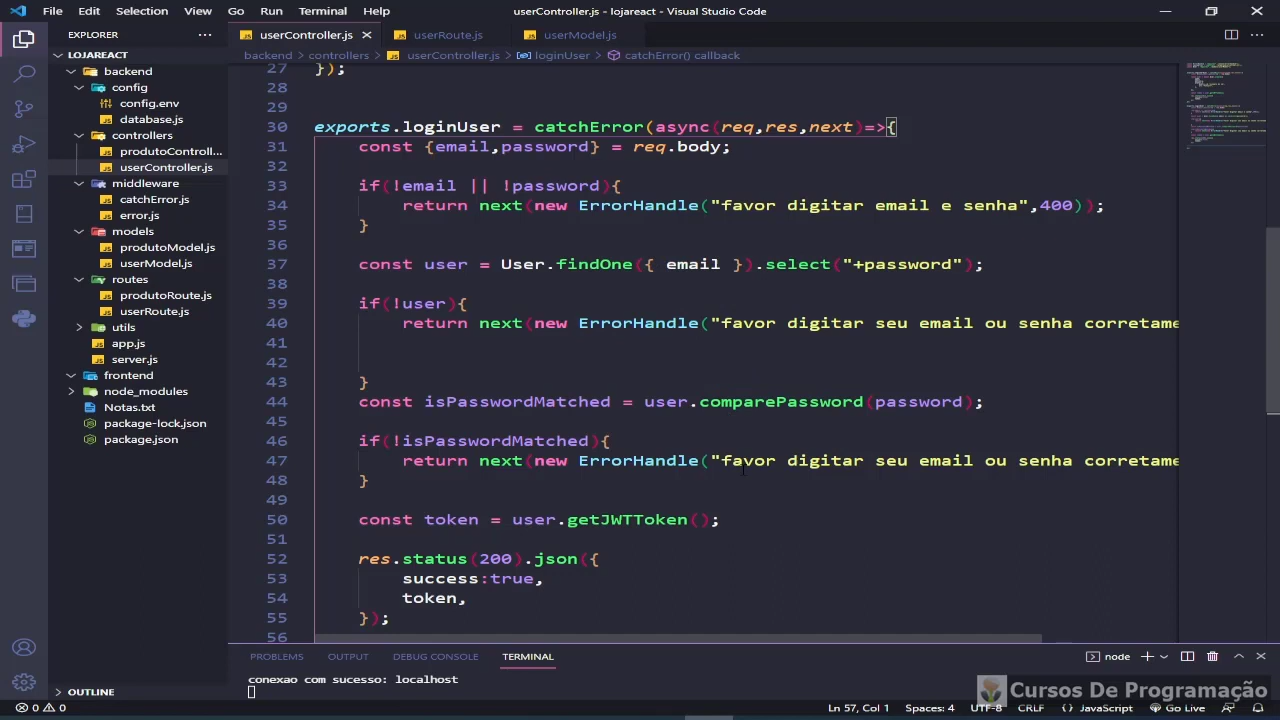 File Edit Selection View Go Run Terminal Help
userController.js - lojareact - Visual Studio Code
EXPLORER
userController.js
userRoute.js
userModel.js
LOJAREACT
backend > controllers > userController.js > loginUser > catchError() callback
backend
config
config.env
database.js
controllers
produtoControll...
userController.js
middleware
catchError.js
error.js
models
produtoModel.js
userModel.js
routes
produtoRoute.js
userRoute.js
utils
app.js
server.js
frontend
node_modules
Notas.txt
package-lock.json
package.json
OUTLINE
27 });
28
29
30 exports.loginUser = catchError(async(req,res,next)=>{
31 const {email,password} = req.body;
32
33 if(!email || !password){
34 return next(new ErrorHandle("favor digitar email e senha",400));
35 }
36
37 const user = User.findOne({ email }).select("+password");
38
39 if(!user){
40 return next(new ErrorHandle("favor digitar seu email ou senha corretame
41
42
43 }
44 const isPasswordMatched = user.comparePassword(password);
45
46 if(!isPasswordMatched){
47 return next(new ErrorHandle("favor digitar seu email ou senha corretame
48 }
49
50 const token = user.getJWTToken();
51
52 res.status(200).json({
53 success:true,
54 token,
55 });
56
PROBLEMS OUTPUT DEBUG CONSOLE TERMINAL
node
conexao com sucesso: localhost
Cursos De Programação
0 0
Ln 57, Col 1 Spaces: 4 UTF-8 CRLF JavaScript Go Live